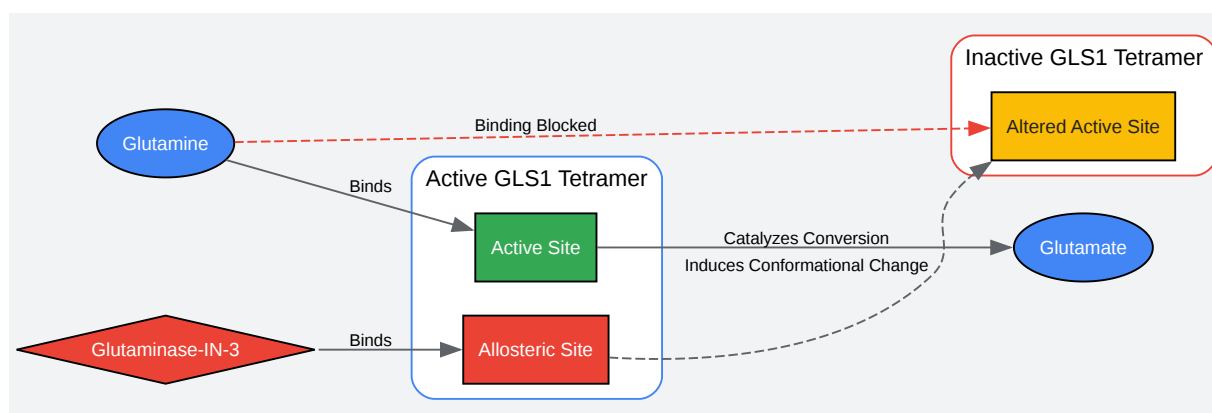 Inactive GLS1 Tetramer
Altered Active Site
Binding Blocked
Glutamine
Binds
Active GLS1 Tetramer
Active Site
Catalyzes Conversion
Glutamate
Induces Conformational Change
Glutaminase-IN-3
Binds
Allosteric Site